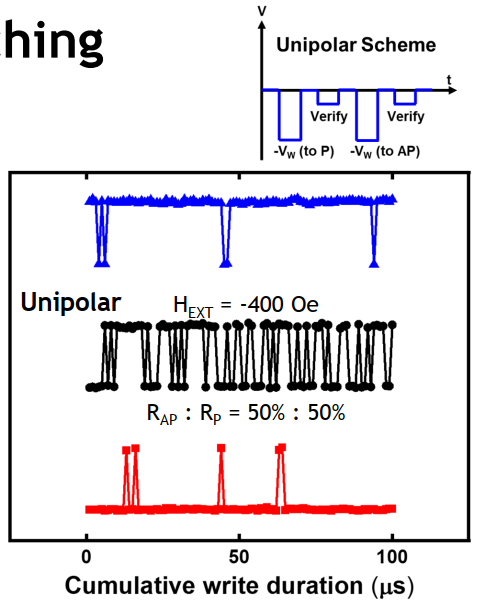 ching
V
Unipolar Scheme
t
Verify
Verify
-VW (to P)
-VW (to AP)
Unipolar
HEXT = -400 Oe
RAP : RP = 50% : 50%
0
50
100
Cumulative write duration (μs)